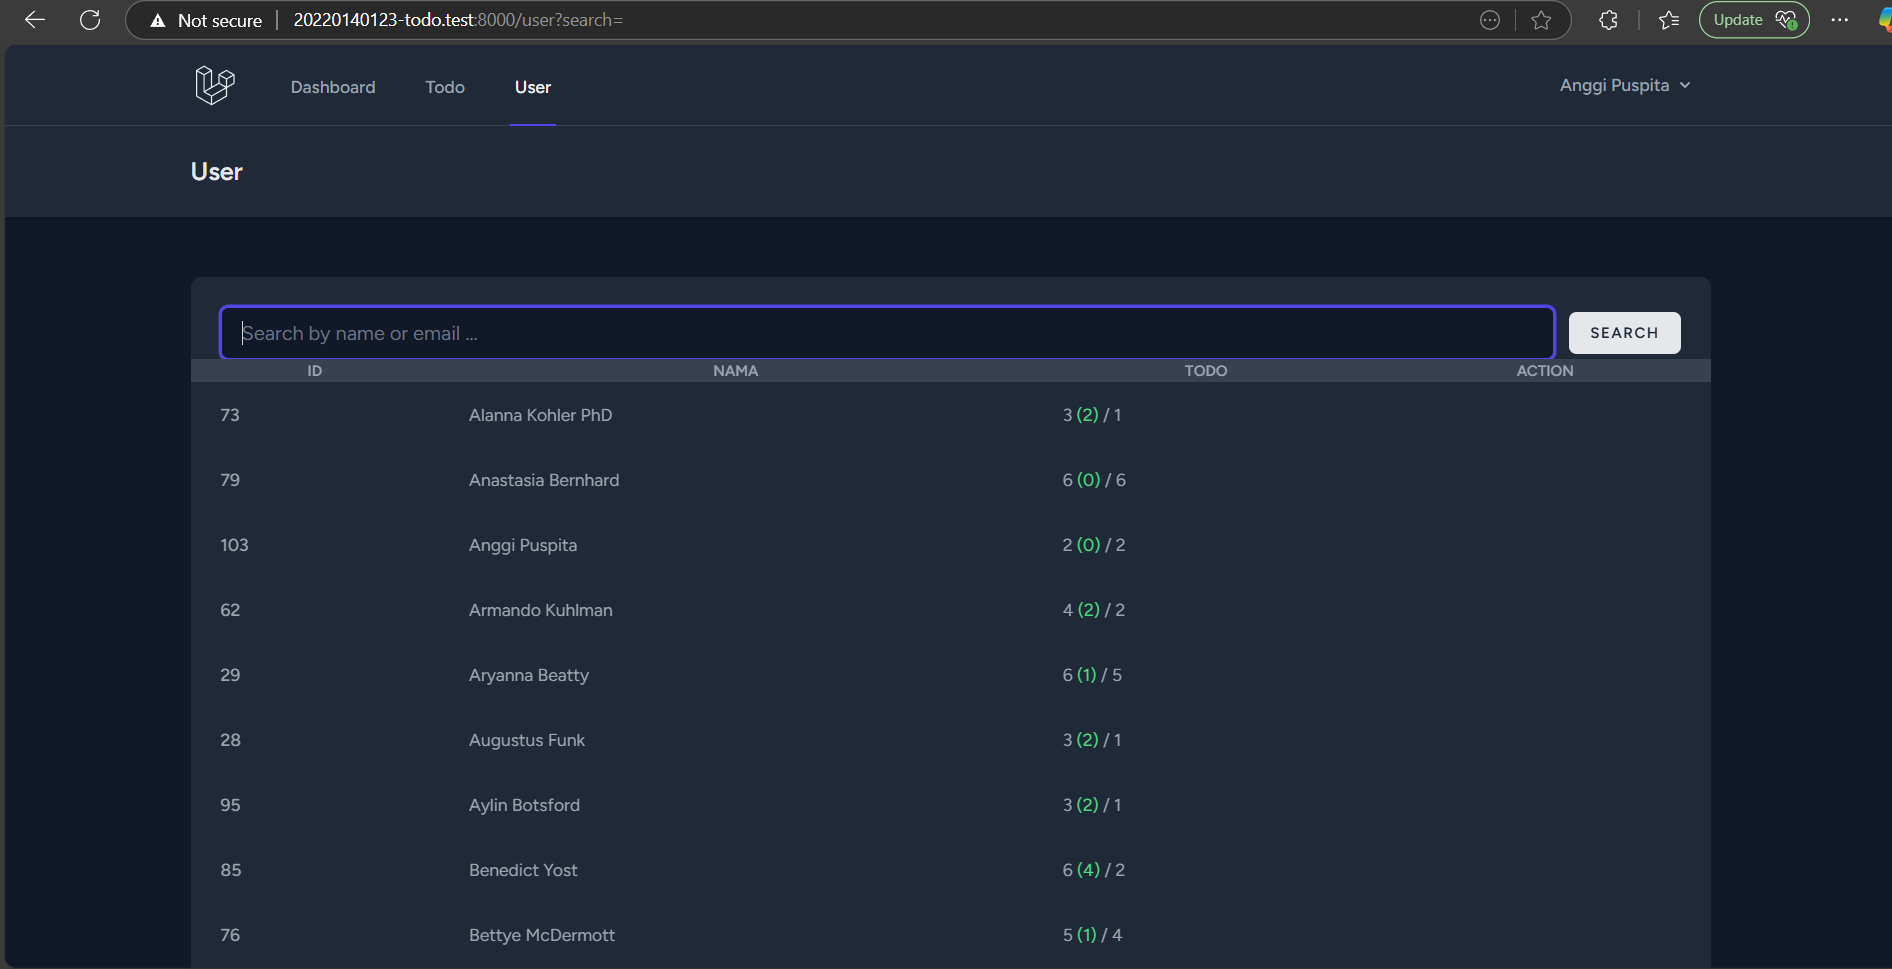 Not secure 20220140123-todo.test:8000/user?search= Update
Dashboard Todo User Anggi Puspita
User
Search by name or email ... SEARCH
ID NAMA TODO ACTION
73 Alanna Kohler PhD 3 (2) / 1
79 Anastasia Bernhard 6 (0) / 6
103 Anggi Puspita 2 (0) / 2
62 Armando Kuhlman 4 (2) / 2
29 Aryanna Beatty 6 (1) / 5
28 Augustus Funk 3 (2) / 1
95 Aylin Botsford 3 (2) / 1
85 Benedict Yost 6 (4) / 2
76 Bettye McDermott 5 (1) / 4